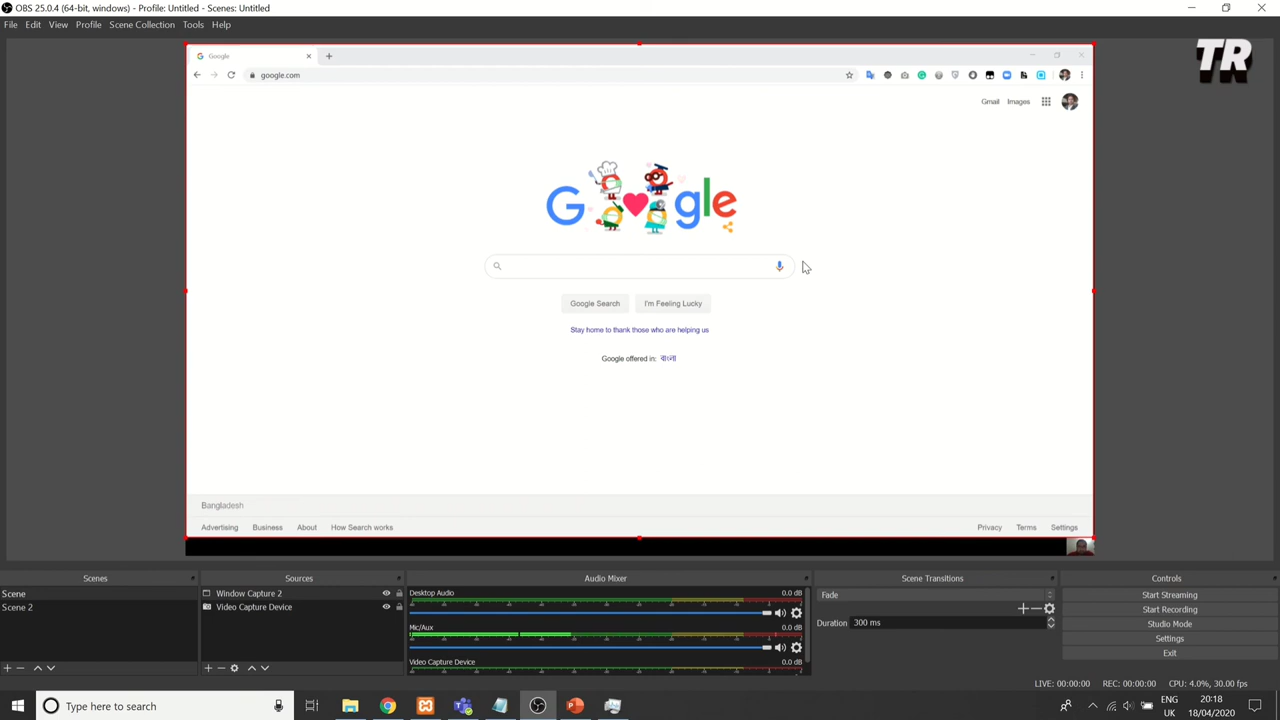 OBS 25.0.4 (64-bit, windows) - Profile: Untitled - Scenes: Untitled
File Edit View Profile Scene Collection Tools Help
TR
Google
google.com
Gmail Images
Google
Google Search I'm Feeling Lucky
Stay home to thank those who are helping us
Google offered in: বাংলা
Bangladesh
Advertising Business About How Search works Privacy Terms Settings
Scenes
Scene
Scene 2
Sources
Window Capture 2
Video Capture Device
Audio Mixer
Desktop Audio 0.0 dB
Mic/Aux 0.0 dB
Video Capture Device 0.0 dB
Scene Transitions
Fade
Duration 300 ms
Controls
Start Streaming
Start Recording
Studio Mode
Settings
Exit
LIVE: 00:00:00 REC: 00:00:00 CPU: 4.0%, 30.00 fps
Type here to search
ENG
UK
20:18
18/04/2020